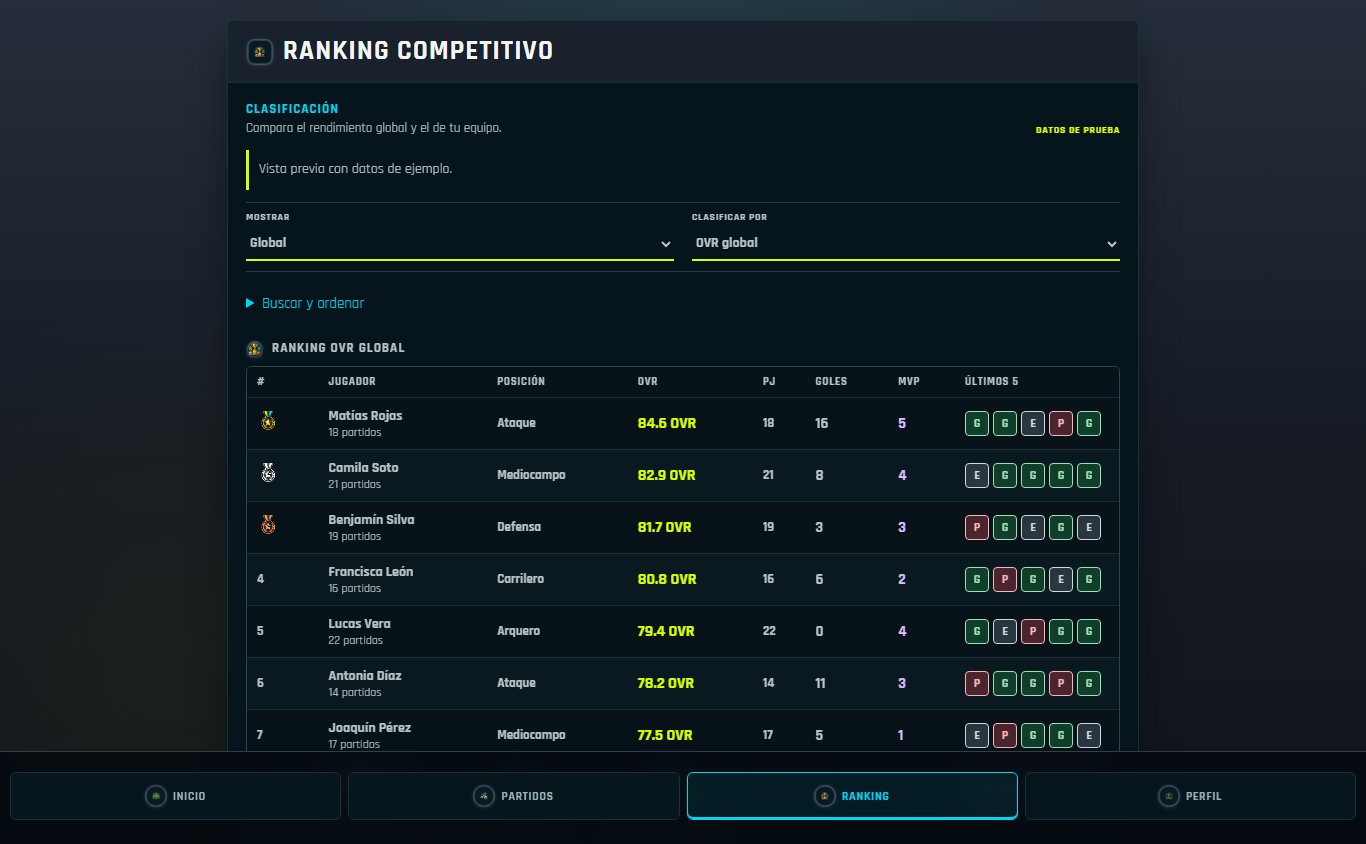 RANKING COMPETITIVO
CLASIFICACIÓN
Compara el rendimiento global y el de tu equipo.
DATOS DE PRUEBA
Vista previa con datos de ejemplo.
MOSTRAR
CLASIFICAR POR
Global
OVR global
Buscar y ordenar
RANKING OVR GLOBAL
# JUGADOR POSICIÓN OVR PJ GOLES MVP ÚLTIMOS 5
Matías Rojas
18 partidos
Ataque 84.6 OVR 18 16 5 G G E P G
Camila Soto
21 partidos
Mediocampo 82.9 OVR 21 8 4 E G G G G
Benjamín Silva
19 partidos
Defensa 81.7 OVR 19 3 3 P G E G E
4 Francisca León
16 partidos
Carrilero 80.8 OVR 16 6 2 G P G E G
5 Lucas Vera
22 partidos
Arquero 79.4 OVR 22 0 4 G E P G G
6 Antonia Díaz
14 partidos
Ataque 78.2 OVR 14 11 3 P G G P G
7 Joaquín Pérez
17 partidos
Mediocampo 77.5 OVR 17 5 1 E P G G E
INICIO
PARTIDOS
RANKING
PERFIL